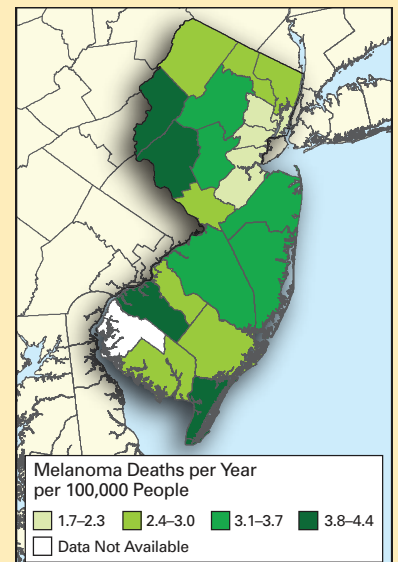 Melanoma Deaths per Year
per 100,000 People
1.7–2.3 2.4–3.0 3.1–3.7 3.8–4.4
Data Not Available